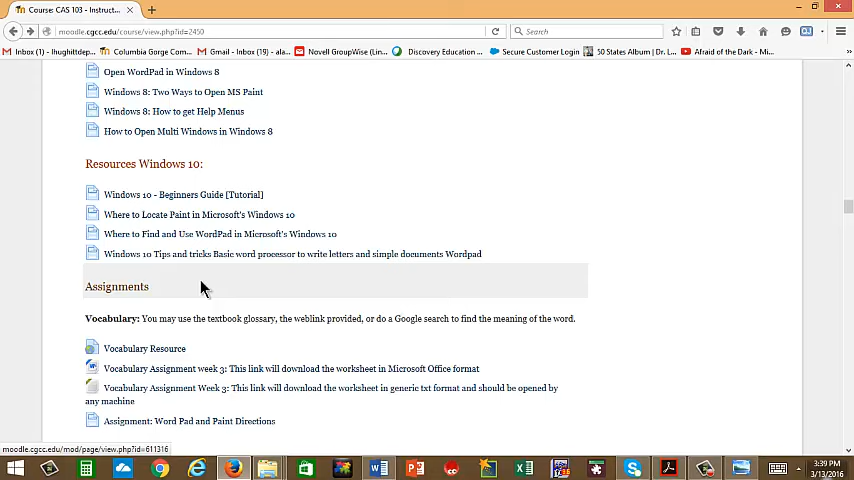 Course: CAS 103 - Instruct...
moodle.cgcc.edu/course/view.php?id=2450
Search
Inbox (1) - lhughittdep...
Columbia Gorge Com...
Gmail - Inbox (19) - ala...
Novell GroupWise (Lin...
Discovery Education ...
Secure Customer Login
50 States Album | Dr. L...
Afraid of the Dark - Mi...
Open WordPad in Windows 8
Windows 8: Two Ways to Open MS Paint
Windows 8: How to get Help Menus
How to Open Multi Windows in Windows 8
Resources Windows 10:
Windows 10 - Beginners Guide [Tutorial]
Where to Locate Paint in Microsoft's Windows 10
Where to Find and Use WordPad in Microsoft's Windows 10
Windows 10 Tips and tricks Basic word processor to write letters and simple documents Wordpad
Assignments
Vocabulary: You may use the textbook glossary, the weblink provided, or do a Google search to find the meaning of the word.
Vocabulary Resource
Vocabulary Assignment week 3: This link will download the worksheet in Microsoft Office format
Vocabulary Assignment Week 3: This link will download the worksheet in generic txt format and should be opened by
any machine
Assignment: Word Pad and Paint Directions
moodle.cgcc.edu/mod/page/view.php?id=611316
3:39 PM
3/13/2016